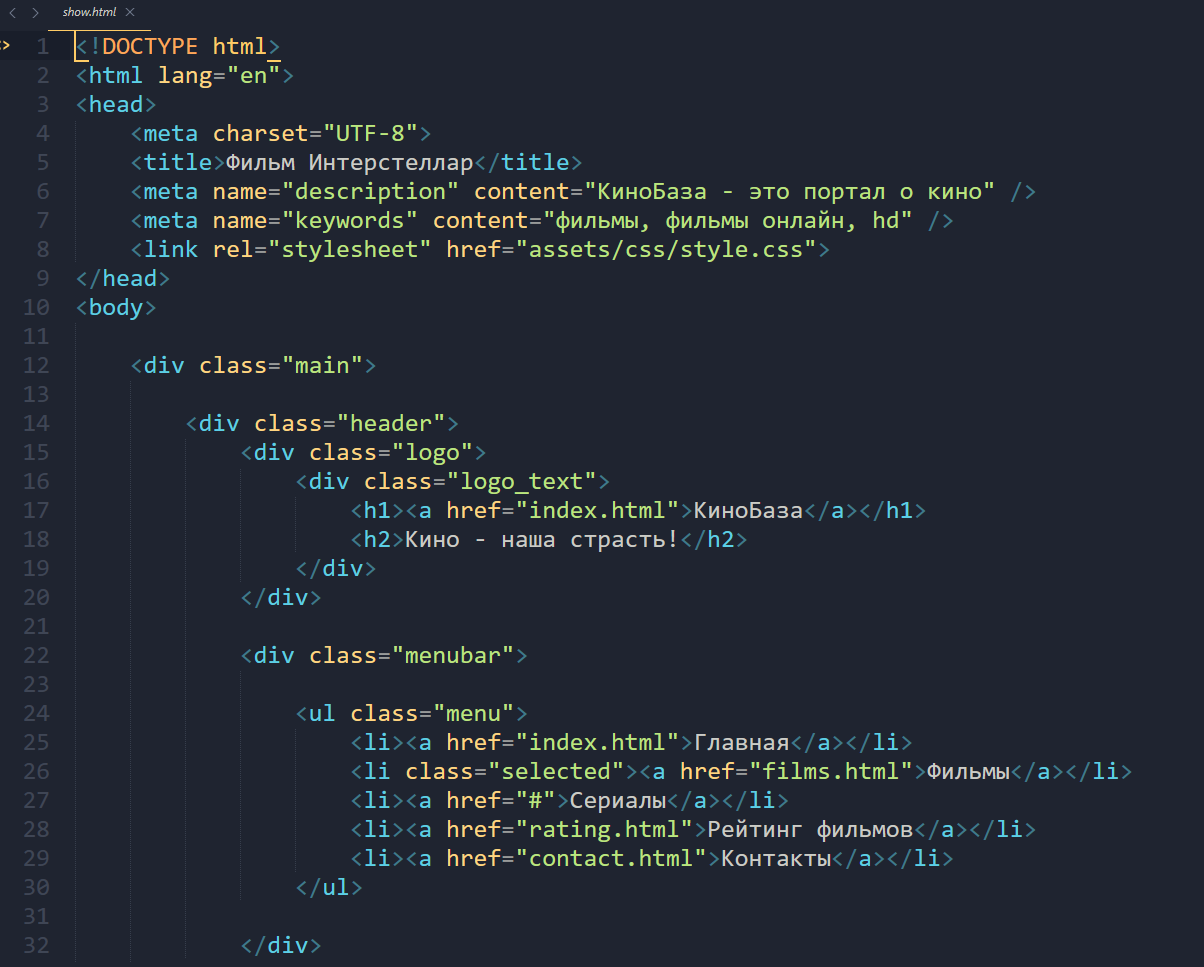 show.html ×
1 <!DOCTYPE html>
2 <html lang="en">
3 <head>
4     <meta charset="UTF-8">
5     <title>Фильм Интерстеллар</title>
6     <meta name="description" content="КиноБаза - это портал о кино" />
7     <meta name="keywords" content="фильмы, фильмы онлайн, hd" />
8     <link rel="stylesheet" href="assets/css/style.css">
9 </head>
10 <body>
11
12     <div class="main">
13
14         <div class="header">
15             <div class="logo">
16                 <div class="logo_text">
17                     <h1><a href="index.html">КиноБаза</a></h1>
18                     <h2>Кино - наша страсть!</h2>
19                 </div>
20             </div>
21
22             <div class="menubar">
23
24                 <ul class="menu">
25                     <li><a href="index.html">Главная</a></li>
26                     <li class="selected"><a href="films.html">Фильмы</a></li>
27                     <li><a href="#">Сериалы</a></li>
28                     <li><a href="rating.html">Рейтинг фильмов</a></li>
29                     <li><a href="contact.html">Контакты</a></li>
30                 </ul>
31
32             </div>